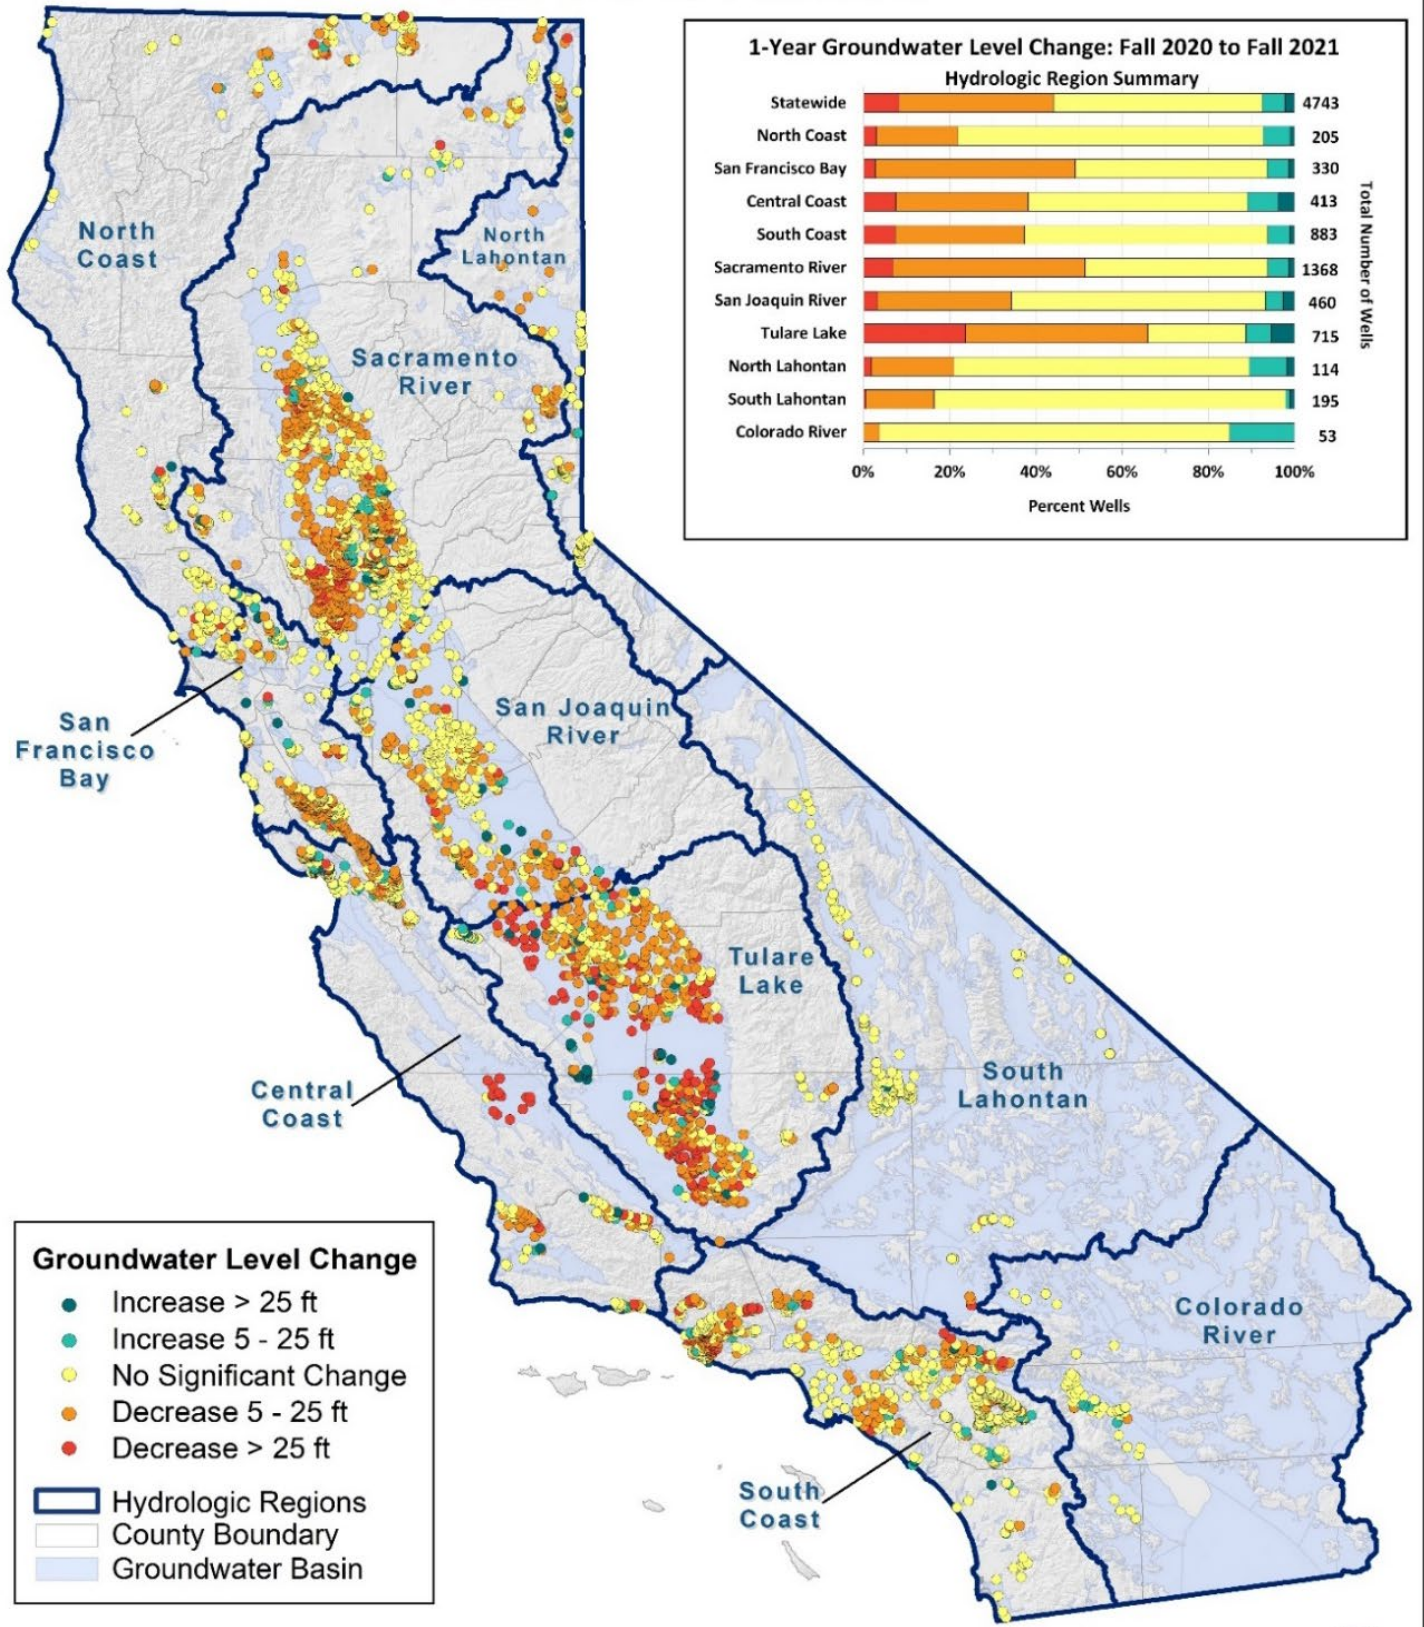 1-Year Groundwater Level Change: Fall 2020 to Fall 2021
Hydrologic Region Summary
Statewide 4743
North Coast 205
San Francisco Bay 330
Central Coast 413
South Coast 883
Sacramento River 1368
San Joaquin River 460
Tulare Lake 715
North Lahontan 114
South Lahontan 195
Colorado River 53
0% 20% 40% 60% 80% 100%
Percent Wells
Total Number of Wells
North
Coast
North
Lahontan
Sacramento
River
San Joaquin
River
San
Francisco
Bay
Tulare
Lake
Central
Coast
South
Lahontan
Colorado
River
South
Coast
Groundwater Level Change
Increase > 25 ft
Increase 5 - 25 ft
No Significant Change
Decrease 5 - 25 ft
Decrease > 25 ft
Hydrologic Regions
County Boundary
Groundwater Basin